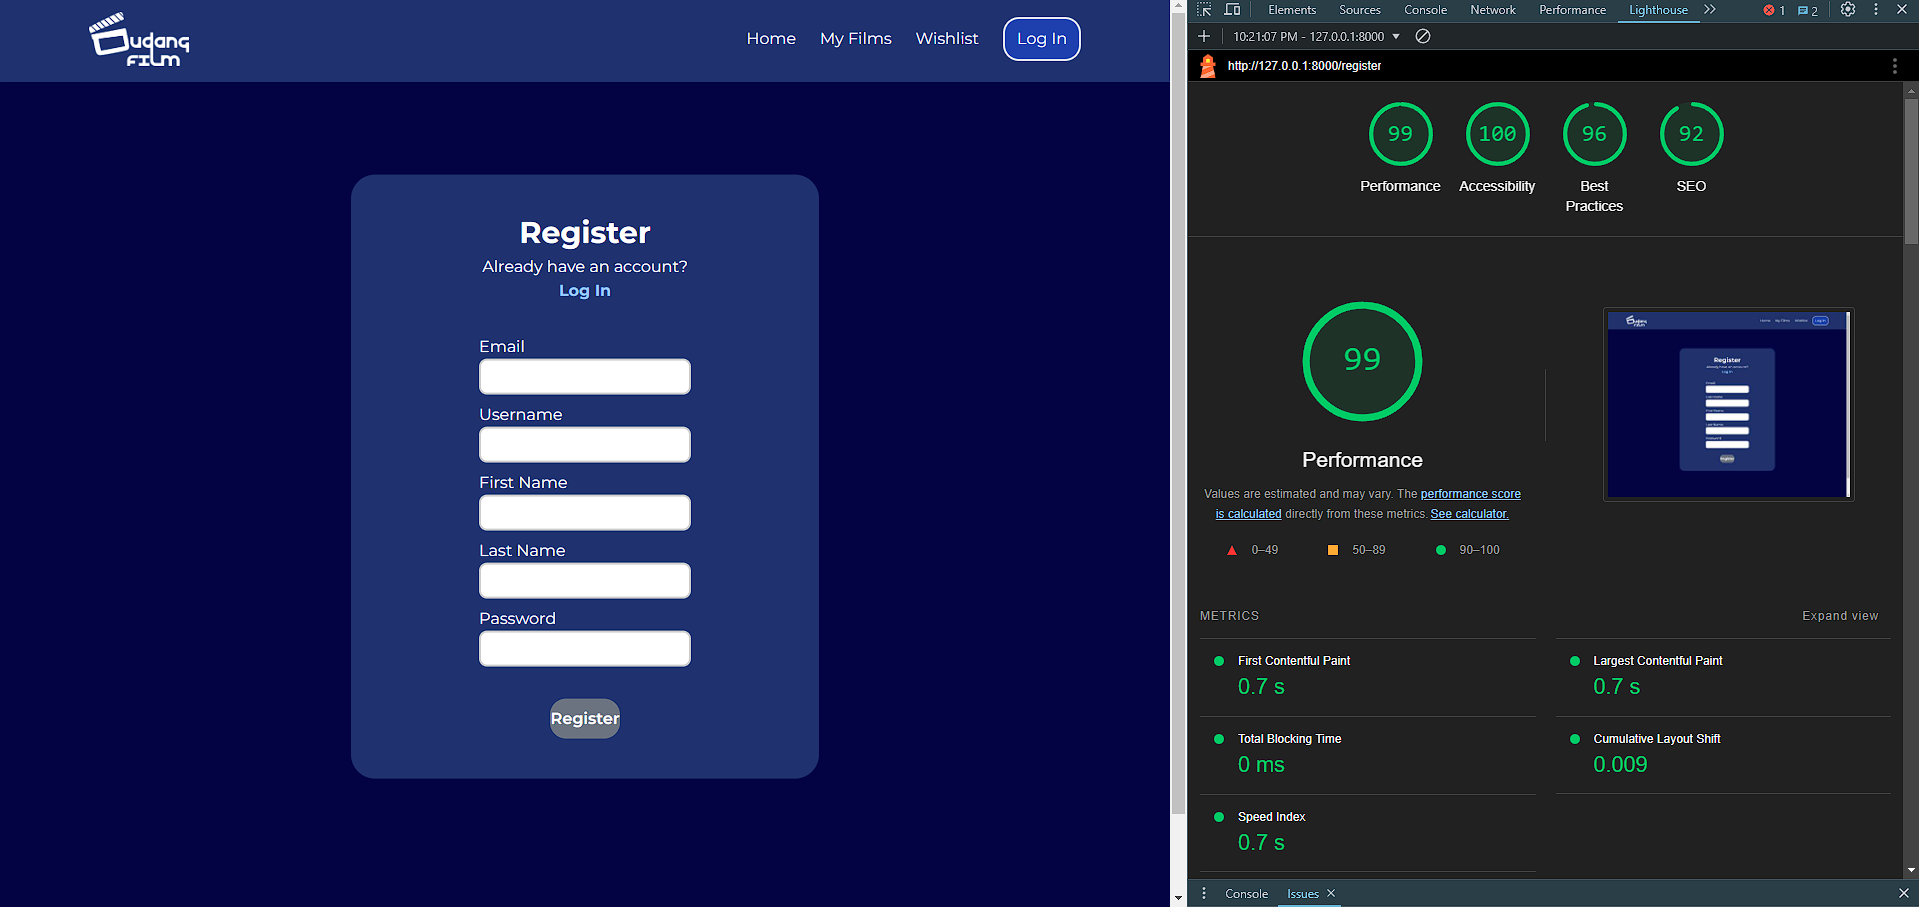 udang
FILM
Home
My Films
Wishlist
Log In
Register
Already have an account?
Log In
Email
Username
First Name
Last Name
Password
Register
Elements
Sources
Console
Network
Performance
Lighthouse
1
2
10:21:07 PM - 127.0.0.1:8000
http://127.0.0.1:8000/register
99
100
96
92
Performance
Accessibility
Best
Practices
SEO
99
Performance
Values are estimated and may vary. The performance score
is calculated directly from these metrics. See calculator.
0–49
50–89
90–100
Register
Log In
METRICS
Expand view
First Contentful Paint
0.7 s
Largest Contentful Paint
0.7 s
Total Blocking Time
0 ms
Cumulative Layout Shift
0.009
Speed Index
0.7 s
Console
Issues